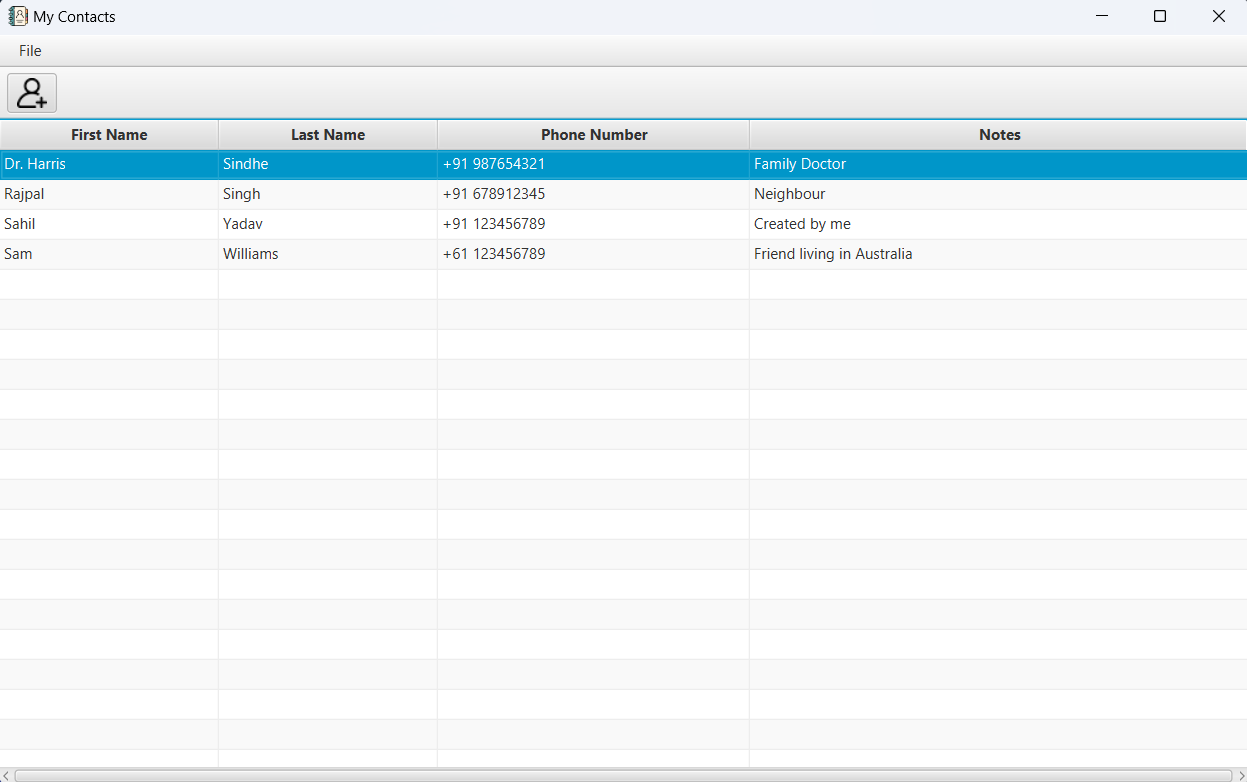 My Contacts
File
First Name Last Name Phone Number Notes
Dr. Harris Sindhe +91 987654321 Family Doctor
Rajpal Singh +91 678912345 Neighbour
Sahil Yadav +91 123456789 Created by me
Sam Williams +61 123456789 Friend living in Australia